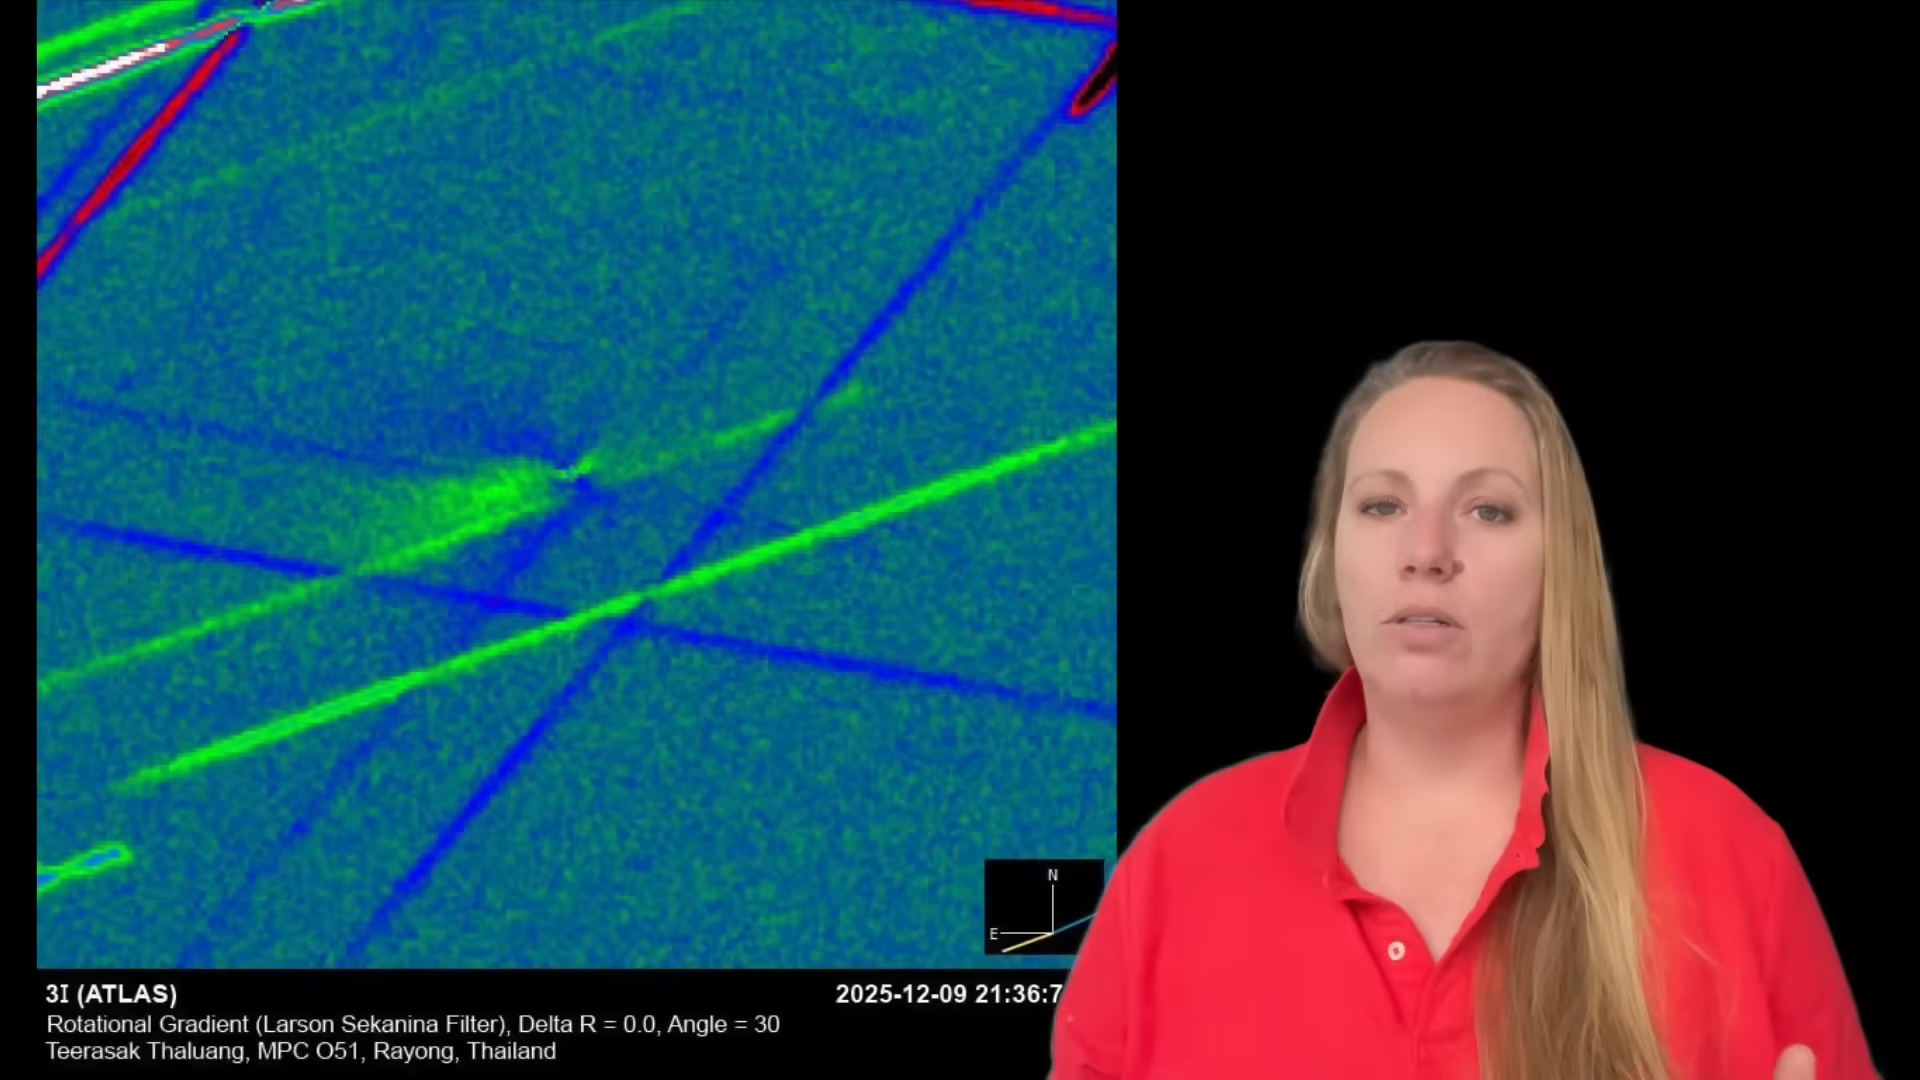 N
E
3I (ATLAS)
2025-12-09 21:36:7
Rotational Gradient (Larson Sekanina Filter), Delta R = 0.0, Angle = 30
Teerasak Thaluang, MPC O51, Rayong, Thailand